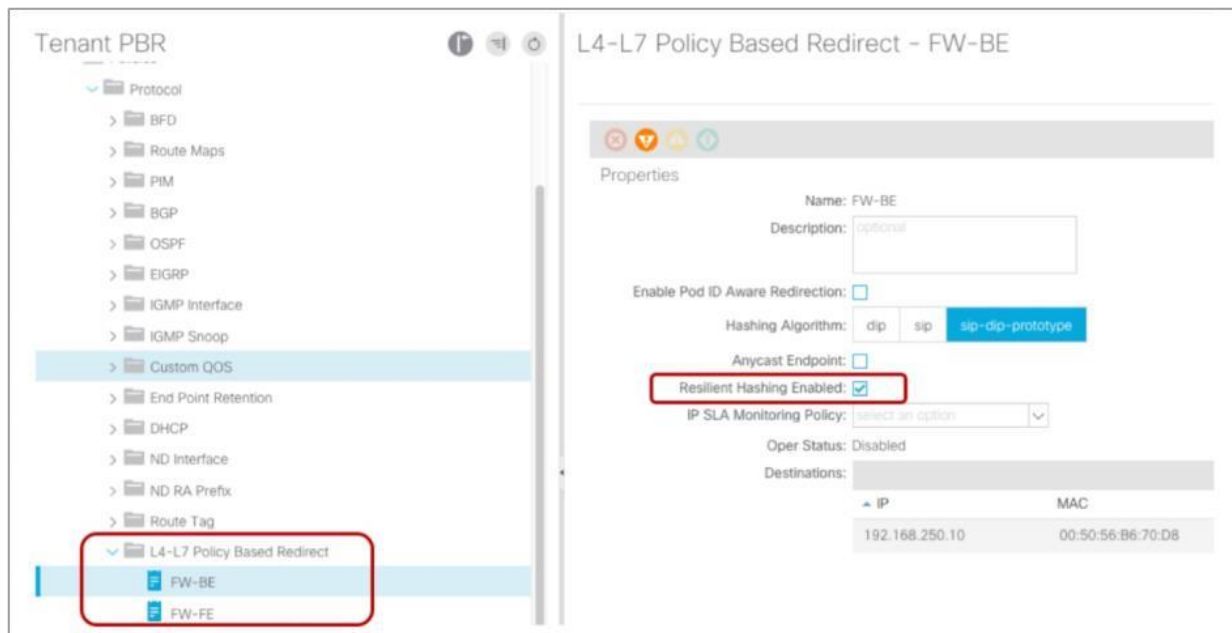 Tenant PBR
Protocol
BFD
Route Maps
PIM
BGP
OSPF
EIGRP
IGMP Interface
IGMP Snoop
Custom QOS
End Point Retention
DHCP
ND Interface
ND RA Prefix
Route Tag
L4-L7 Policy Based Redirect
FW-BE
FW-FE
L4-L7 Policy Based Redirect - FW-BE
Properties
Name: FW-BE
Description: optional
Enable Pod ID Aware Redirection:
Hashing Algorithm: dip sip sip-dip-prototype
Anycast Endpoint:
Resilient Hashing Enabled:
IP SLA Monitoring Policy: select an option
Oper Status: Disabled
Destinations:
IP MAC
192.168.250.10 00:50:56:B6:70:D8